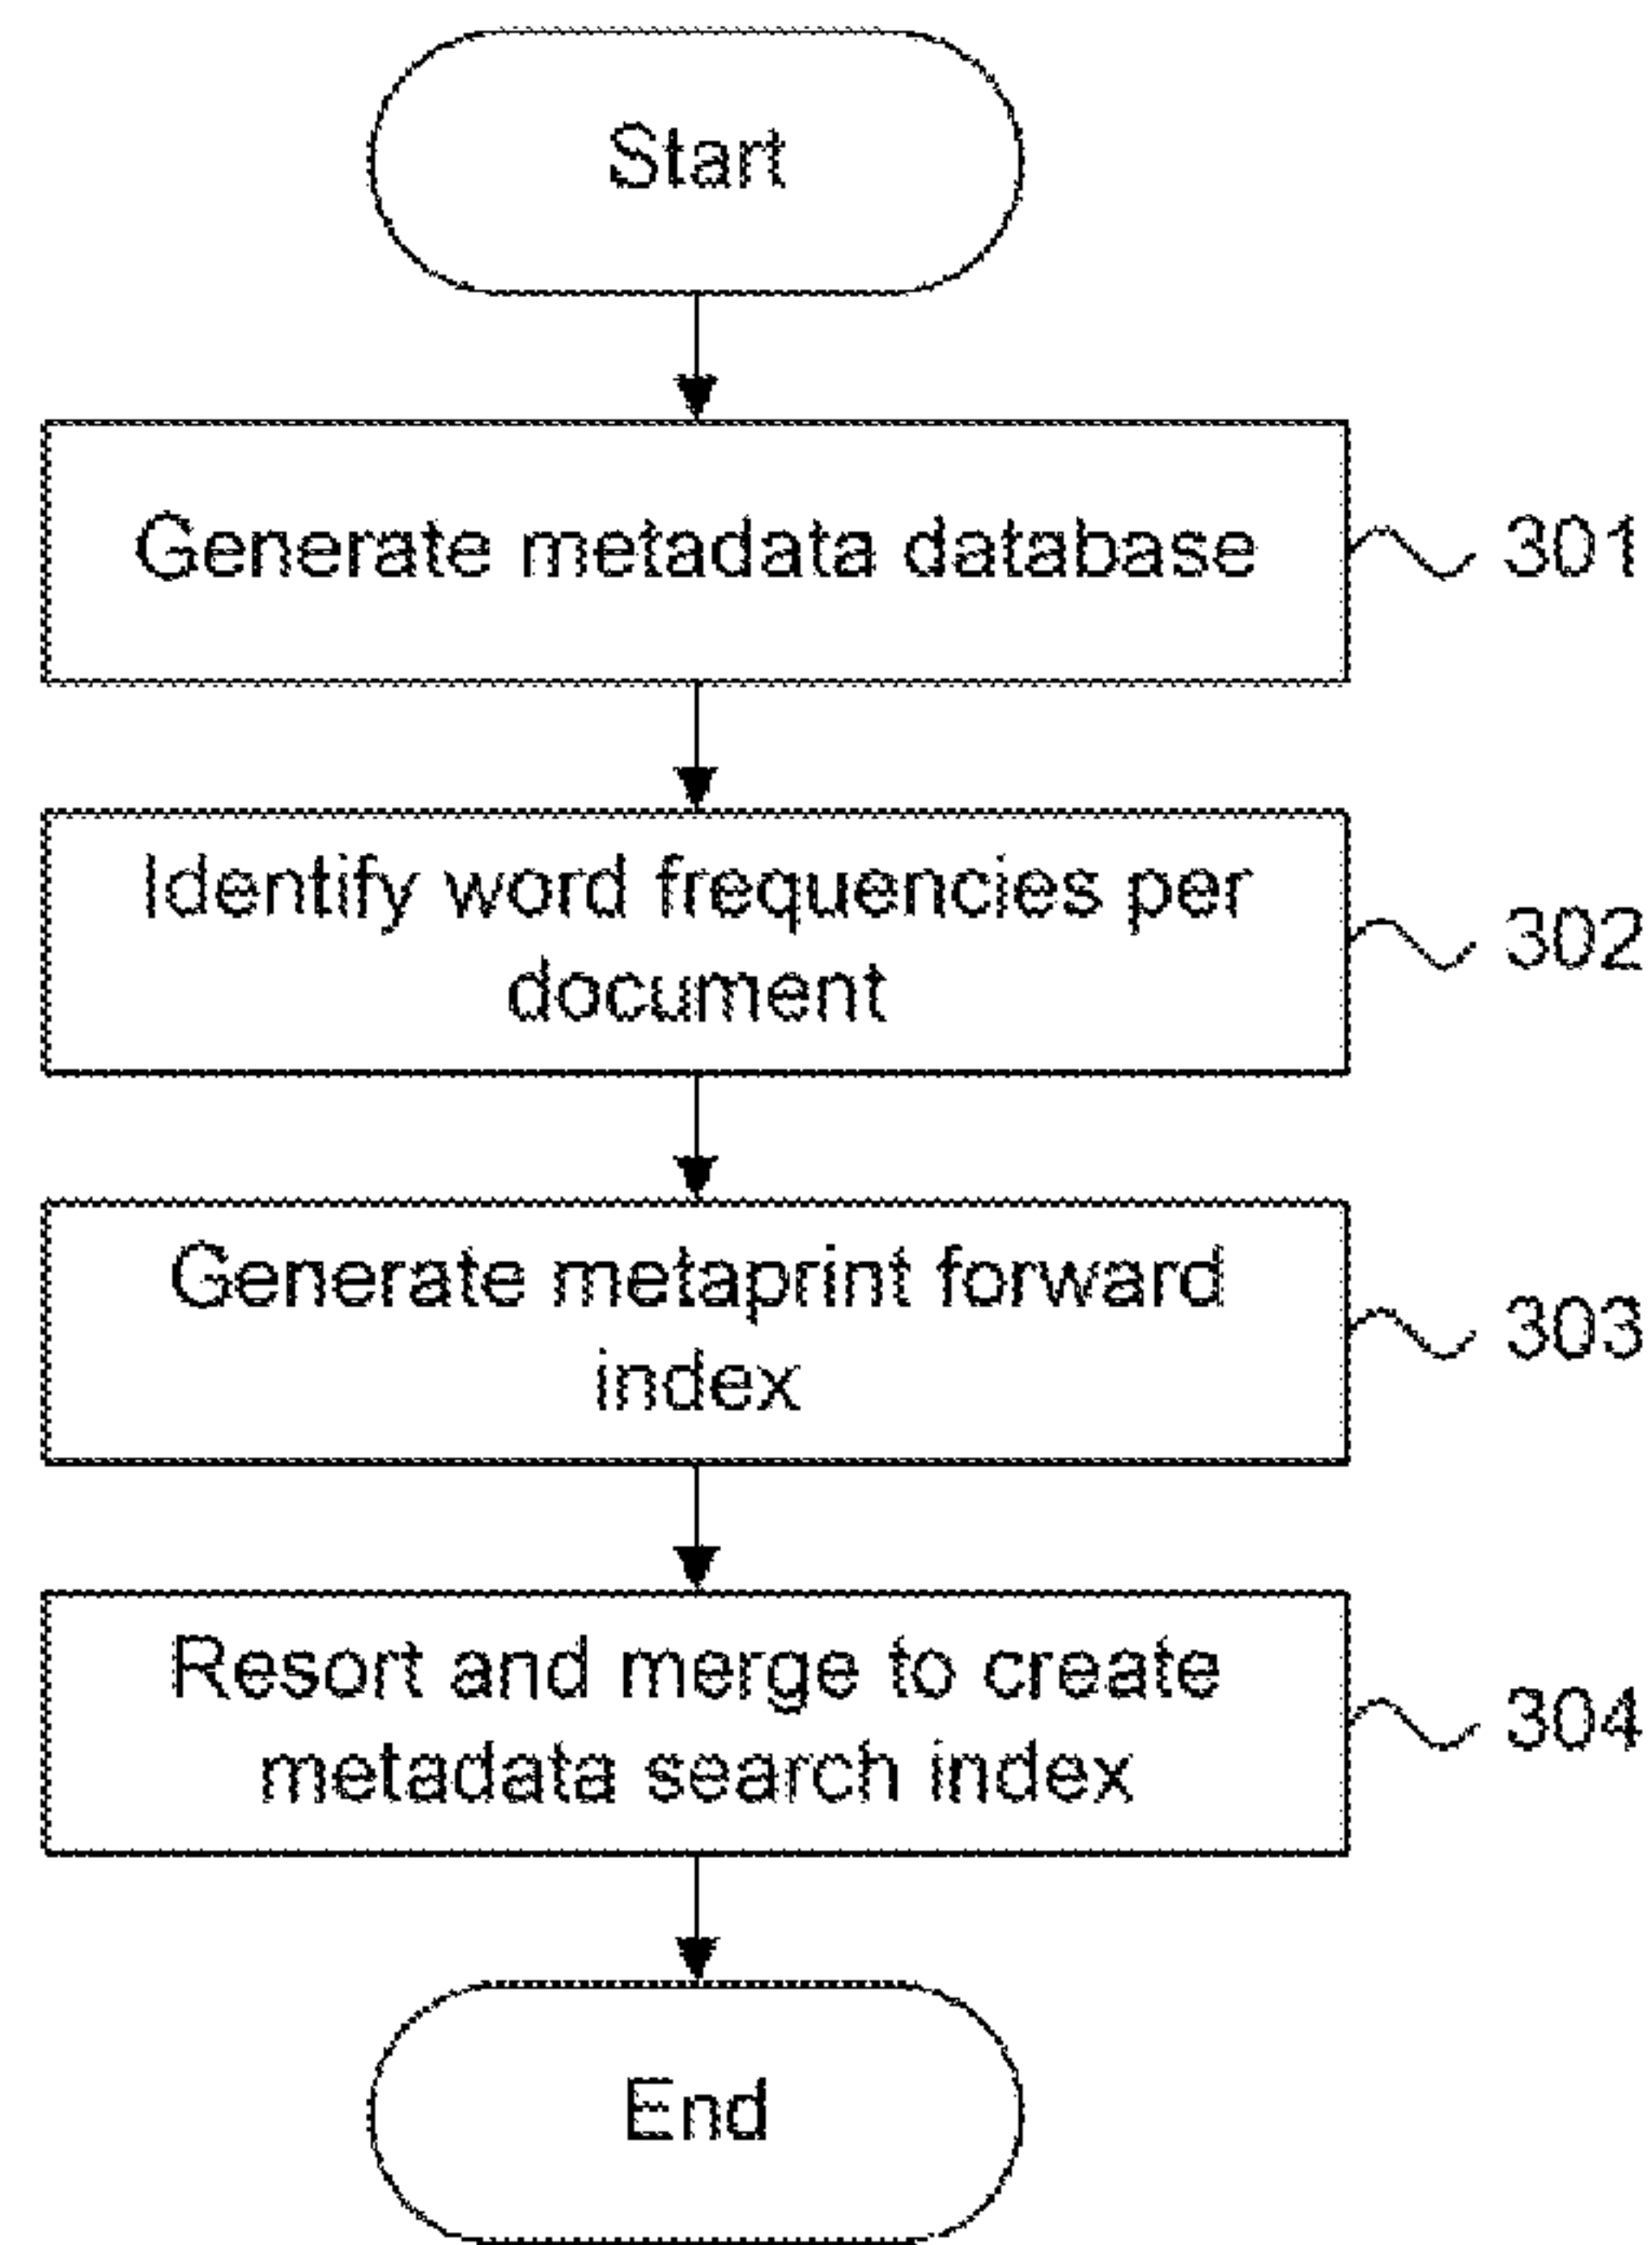 Start
Generate metadata database
301
Identify word frequencies per
document
302
Generate metaprint forward
index
303
Resort and merge to create
metadata search index
304
End